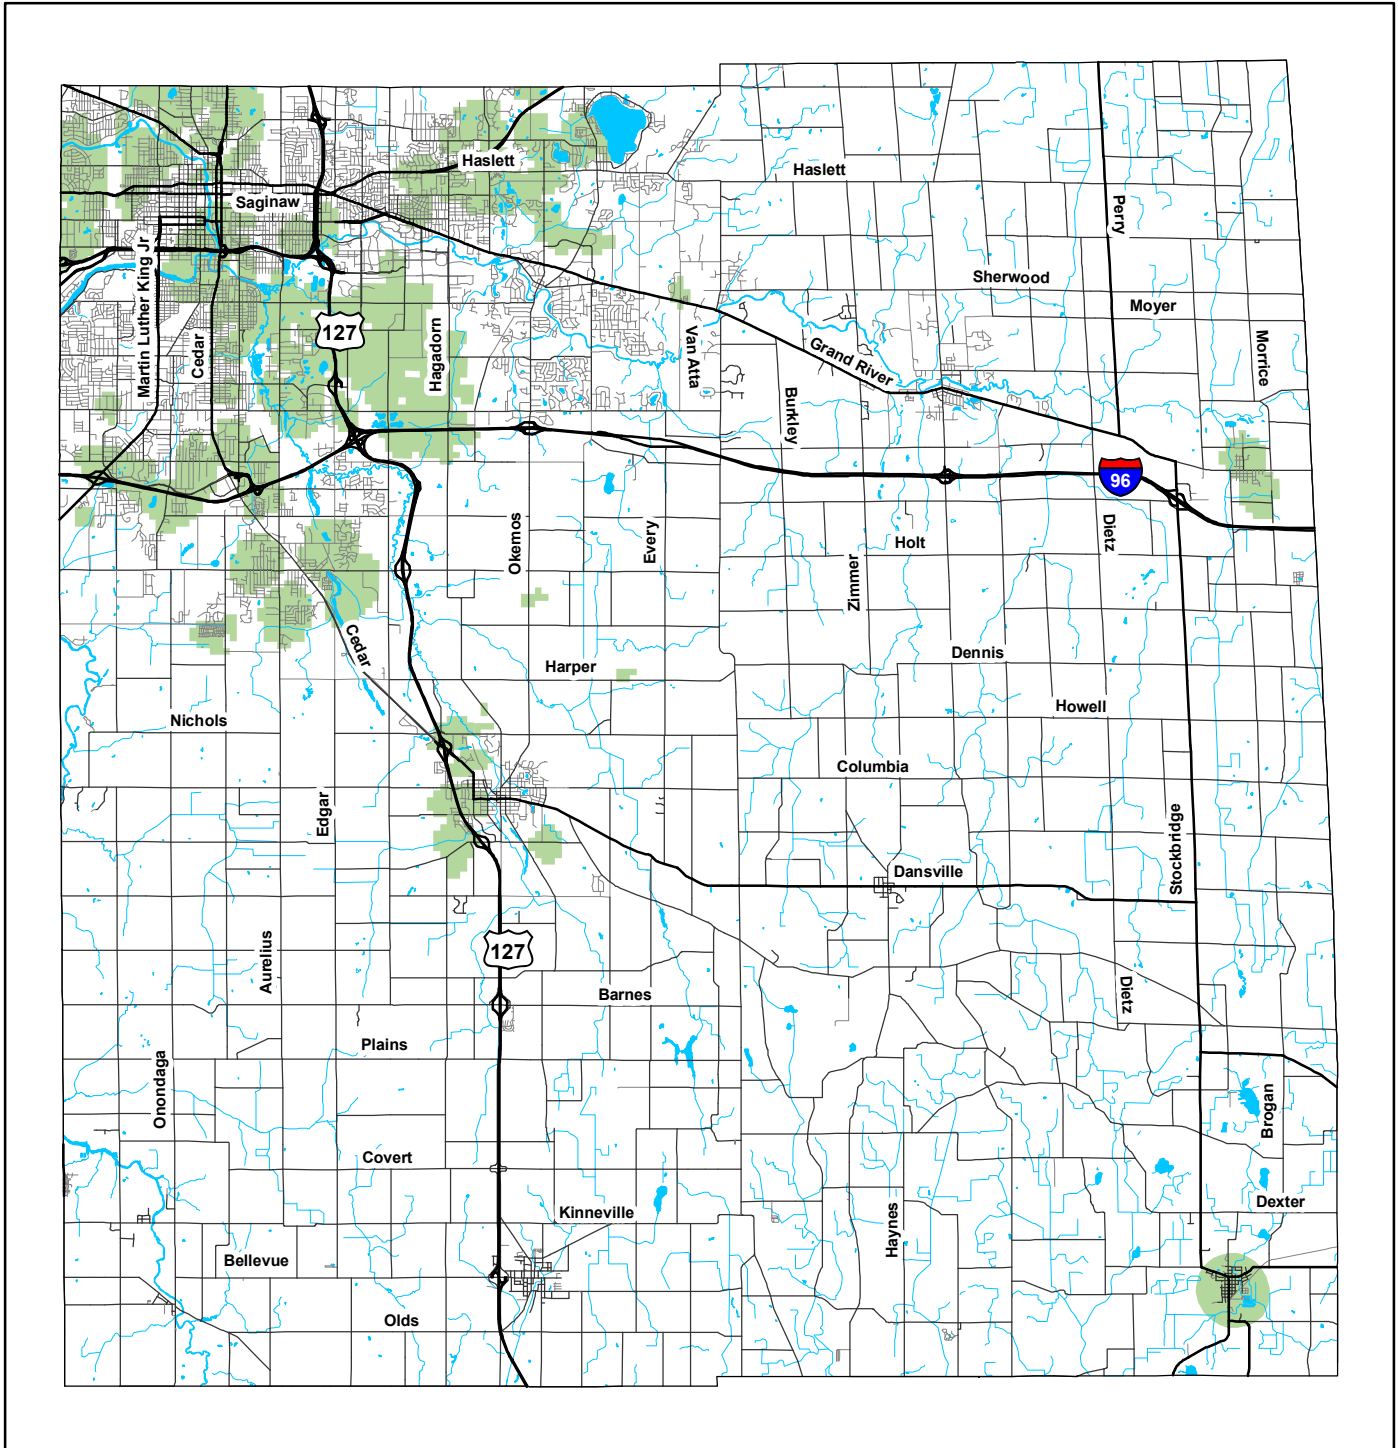 Haslett
Haslett
Saginaw
Perry
Martin Luther King Jr
Sherwood
Moyer
Cedar
127
Hagadorn
Van Atta
Grand River
Morrice
Burkley
96
Okemos
Every
Holt
Dietz
Zimmer
Cedar
Harper
Dennis
Nichols
Howell
Columbia
Edgar
Stockbridge
Dansville
Aurelius
127
Barnes
Dietz
Plains
Onondaga
Brogan
Covert
Kinneville
Haynes
Dexter
Bellevue
Olds